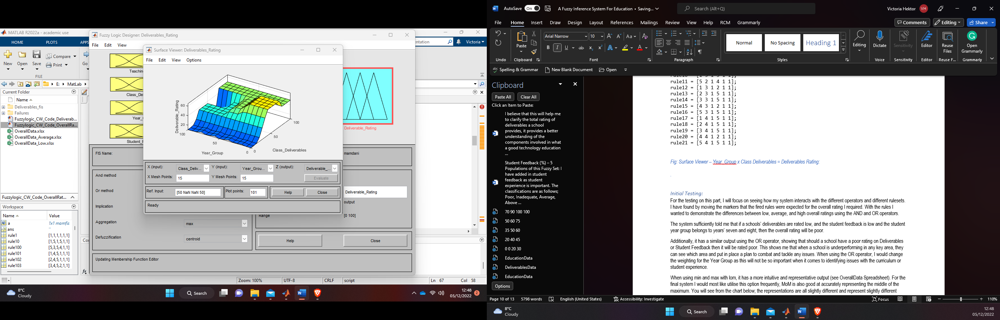 MATLAB R2022a - academic use
HOME
PLOTS
APPS
New
Open
Save
Compare
Print
Go
FILE
E:
MatLab
Current Folder
Name
Deliverables_fis
Failures
Fuzzylogic_CW_Code_Deliverab...
Fuzzylogic_CW_Code_OverallRa...
OverallData.xlsx
OverallData_Average.xlsx
OverallData_Low.xlsx
Fuzzylogic_CW_Code_OverallRat...
Workspace
Name
Value
a
1x1 mamfis
ans
''
rule1
[1,1,1,1,1,1]
rule10
[1,5,1,5,1,1]
rule100
[5,3,5,4,1,1]
rule101
[1,4,5,1,1,1]
rule102
[2,4,5,1,1,1]
rule103
[3,4,5,2,1,1]
Victoria
Fuzzy Logic Designer: Deliverables_Rating
File Edit View
FIS Name:
mamdani
And method
Or method
Implication
Aggregation
max
Defuzzification
centroid
Deliverable_Rating
Deliverable_Rating
output
Range
[0 100]
Help
Close
Updating Membership Function Editor
Surface Viewer: Deliverables_Rating
File Edit View Options
Deliverable_Rating
60
40
20
100
50
0
0
50
100
Year_Group
Class_Deliverables
X (input):
Class_Deliv...
Y (input):
Year_Grou...
Z (output):
Deliverable_...
X Mesh Points:
15
Y Mesh Points:
15
Evaluate
Ref. Input:
[50 NaN NaN 50]
Plot points:
101
Help
Close
Ready
Zoom: 100%
UTF-8
CRLF
script
Ln 67
Col 58
8°C
Cloudy
Search
12:48
05/12/2022
2
AutoSave
On
A Fuzzy Inference System For Education • Saving...
Search (Alt+Q)
Victoria Hektor
VH
File Home Insert Draw Design Layout References Mailings Review View Help RCM Grammarly
Comments
Editing
Share
Undo
Paste
Clipboard
Arial Narrow
10
Font
Paragraph
Normal
No Spacing
Heading 1
Styles
Editing
Dictate
Voice
Sensitivity
Sensitivity
Editor
Editor
Reuse
Files
Reuse F...
Open
Grammarly
Grammarly
Spelling & Grammar
New Blank Document
Open
Clipboard
Paste All
Clear All
Click an Item to Paste:
I believe that this will help me
to clarify the total rating of
deliverables a school
provides, it provides a better
understanding of the
components involved in what
a good technology education
...
Student Feedback (%) – 5
Populations of this Fuzzy Set: I
have added in student
feedback as student
experience is important. The
classifications are as follows;
Poor, Inadequate, Average,
Above ...
70 90 100 100
50 60 75
35 50 60
20 40 45
0 0 20 30
EducationData
DeliverablesData
EducationData
Options
rule11 = [5 2 1 4 1 1];
rule12 = [1 3 1 2 1 1];
rule13 = [2 3 1 5 1 1];
rule14 = [3 3 1 5 1 1];
rule15 = [4 3 1 2 1 1];
rule16 = [5 3 1 5 1 1];
rule17 = [1 4 1 5 1 1];
rule18 = [2 4 1 5 1 1];
rule19 = [3 4 1 5 1 1];
rule20 = [4 4 1 2 1 1];
rule21 = [5 4 1 5 1 1];
Fig: Surface Viewer – Year_Group x Class Deliverables = Deliverables Rating:
Initial Testing:
For the testing on this part, I will focus on seeing how my system interacts with the different operators and different rulesets.
I have found by moving the markers that the fired rules were expected for the overall rating I required. With the rules I
wanted to demonstrate the differences between low, average, and high overall ratings using the AND and OR operators.
The system sufficiently told me that if a schools' deliverables are rated low, and the student feedback is low and the student
year group belongs to years' seven and eight, then the overall rating will be poor.
Additionally, it has a similar output using the OR operator, showing that should a school have a poor rating on Deliverables
or Student Feedback then it will be rated poor. This shows me that when a school is underperforming in any key area, they
can see which area and put in place a plan to combat and tackle any issues. When using the OR operator, I would change
the weighting for the Year Group as this will not be so important when it comes to identifying issues with the curriculum or
student experience.
When using min and max with lom, it has a more intuitive and representative output (see OverallData Spreadsheet). For the
final system I would most like utilise this option frequently, MoM is also good at accurately representing the middle of the
maximum. You will see from the chart below; the representations are all slightly different and represent slightly different
Page 10 of 13
5798 words
English (United States)
Accessibility: Investigate
Focus
110%
8°C
Cloudy
Search
12:48
05/12/2022